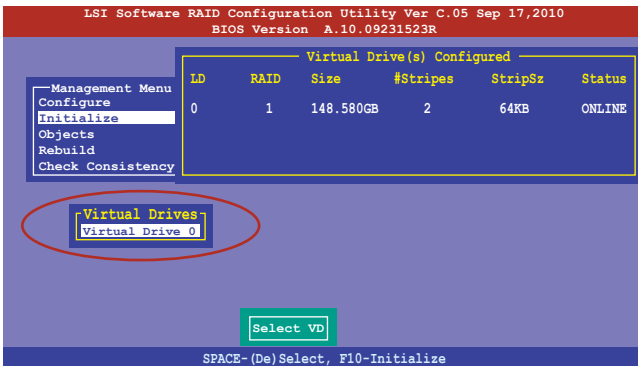 LSI Software RAID Configuration Utility Ver C.05 Sep 17,2010
BIOS Version A.10.09231523R
Virtual Drive(s) Configured
LD RAID Size #Stripes StripSz Status
0 1 148.580GB 2 64KB ONLINE
Management Menu
Configure
Initialize
Objects
Rebuild
Check Consistency
Virtual Drives
Virtual Drive 0
Select VD
SPACE-(De)Select, F10-Initialize